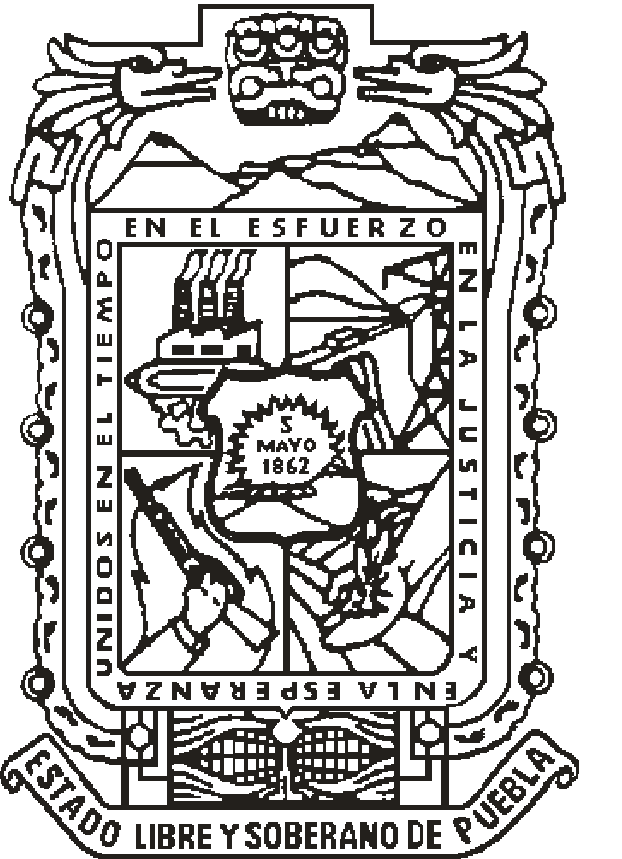 UNIDOS EN EL TIEMPO
EN EL ESFUERZO
EN LA JUSTICIA Y
EN LA ESPERANZA
5
MAYO
1862
ESTADO LIBRE Y SOBERANO DE PUEBLA